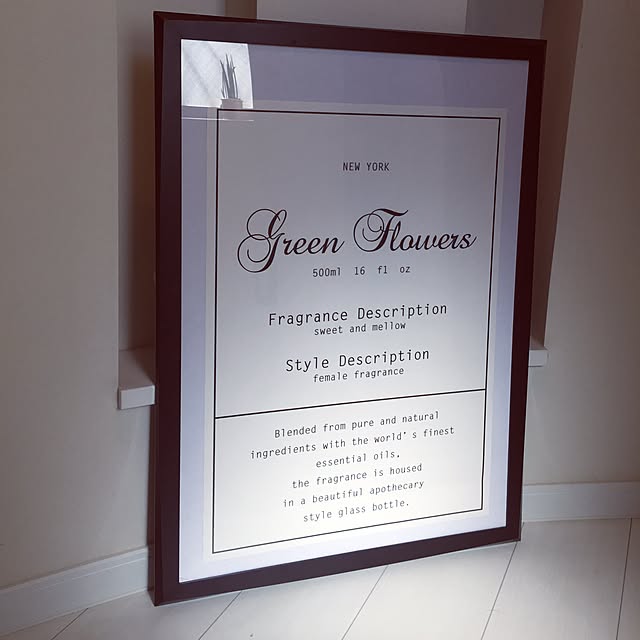 NEW YORK
Green Flowers
500ml 16 fl oz
Fragrance Description
sweet and mellow
Style Description
female fragrance
Blended from pure and natural
ingredients with the world's finest
essential oils.
the fragrance is housed
in a beautiful apothecary
style glass bottle.